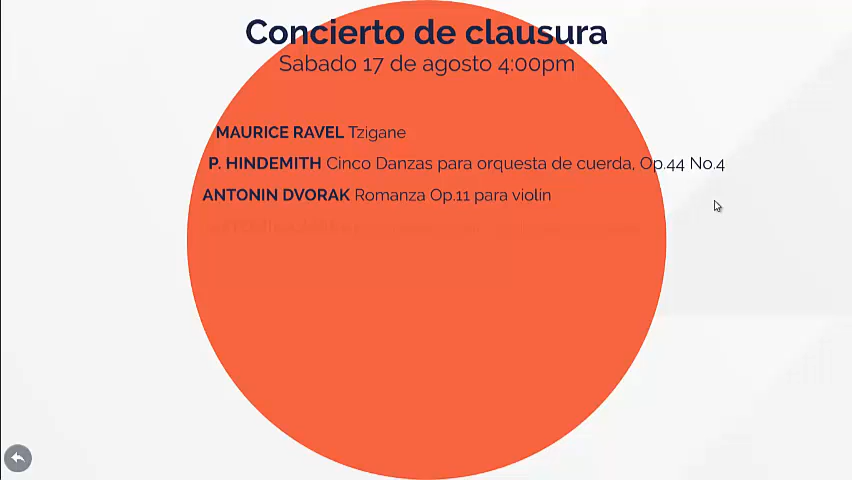 Concierto de clausura
Sabado 17 de agosto 4:00pm
MAURICE RAVEL Tzigane
P. HINDEMITH Cinco Danzas para orquesta de cuerda, Op.44 No.4
ANTONIN DVORAK Romanza Op.11 para violin